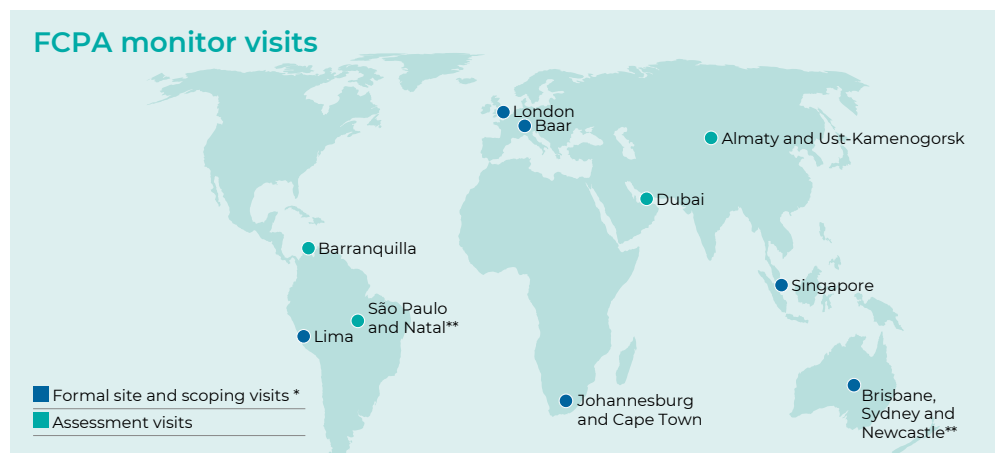 FCPA monitor visits
London
Baar
Almaty and Ust-Kamenogorsk
Dubai
Barranquilla
Singapore
São Paulo
and Natal**
Lima
Formal site and scoping visits *
Assessment visits
Johannesburg
and Cape Town
Brisbane,
Sydney and
Newcastle**